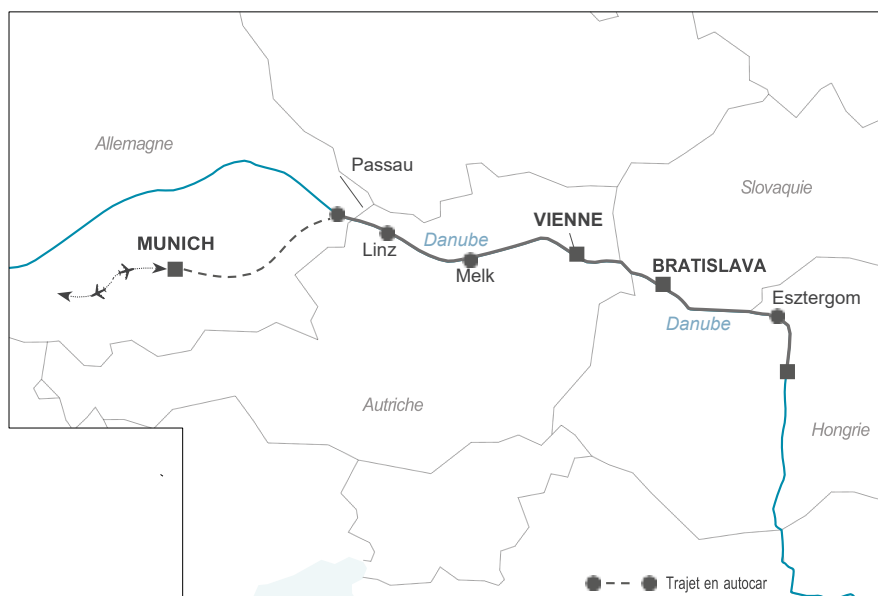 Allemagne
Passau
Slovaquie
VIENNE
MUNICH
Danube
Linz
BRATISLAVA
Melk
Esztergom
Danube
Autriche
Hongrie
Trajet en autocar